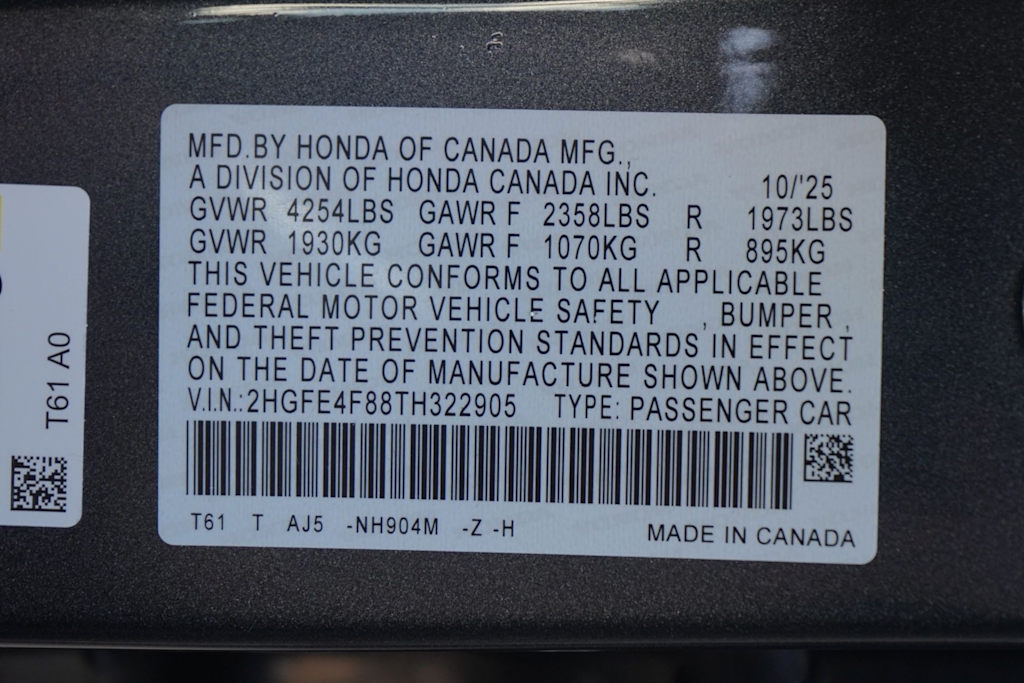 MFD.BY HONDA OF CANADA MFG.,
A DIVISION OF HONDA CANADA INC. 10/'25
GVWR 4254LBS GAWR F 2358LBS R 1973LBS
GVWR 1930KG GAWR F 1070KG R 895KG
THIS VEHICLE CONFORMS TO ALL APPLICABLE
FEDERAL MOTOR VEHICLE SAFETY , BUMPER ,
AND THEFT PREVENTION STANDARDS IN EFFECT
ON THE DATE OF MANUFACTURE SHOWN ABOVE.
V.I.N.:2HGFE4F88TH322905 TYPE: PASSENGER CAR
T61 T AJ5 -NH904M -Z -H MADE IN CANADA
T61 A0